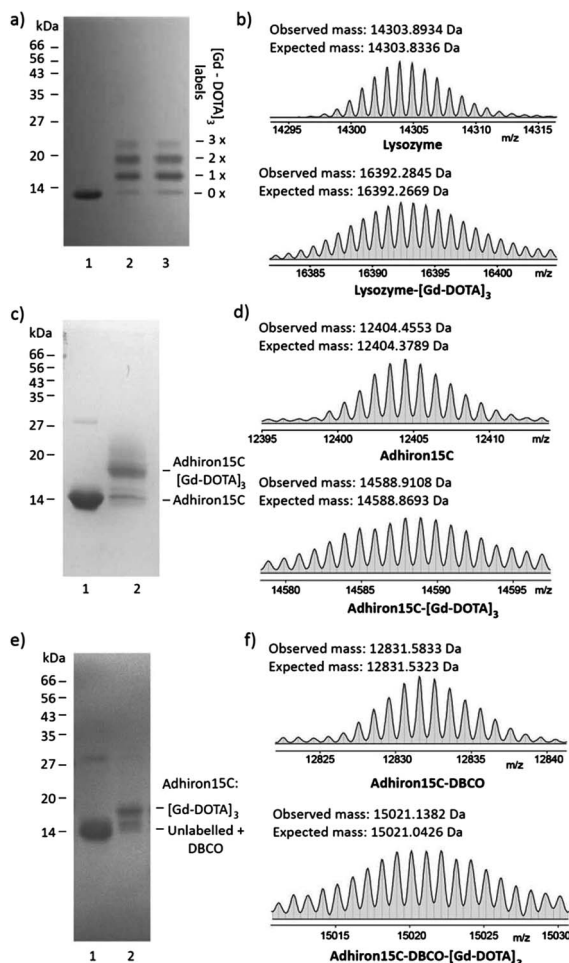 a)
kDa
66
56
43
37
27
20
14
[Gd - DOTA]3
labels
3 x
2 x
1 x
0 x
1 2 3
b)
Observed mass: 14303.8934 Da
Expected mass: 14303.8336 Da
14295 14300 14305 14310 14315 m/z
Lysozyme
Observed mass: 16392.2845 Da
Expected mass: 16392.2669 Da
16385 16390 16395 16400 m/z
Lysozyme-[Gd-DOTA]3
c)
kDa
66
56
43
35
27
20
14
Adhiron15C
[Gd-DOTA]3
Adhiron15C
1 2
d)
Observed mass: 12404.4553 Da
Expected mass: 12404.3789 Da
12395 12400 12405 12410 m/z
Adhiron15C
Observed mass: 14588.9108 Da
Expected mass: 14588.8693 Da
14580 14585 14590 14595 m/z
Adhiron15C-[Gd-DOTA]3
e)
kDa
66
56
43
35
27
20
14
Adhiron15C:
[Gd-DOTA]3
Unlabelled +
DBCO
1 2
f)
Observed mass: 12831.5833 Da
Expected mass: 12831.5323 Da
12825 12830 12835 12840 m/z
Adhiron15C-DBCO
Observed mass: 15021.1382 Da
Expected mass: 15021.0426 Da
15015 15020 15025 15030 m/z
Adhiron15C-DBCO-[Gd-DOTA]3